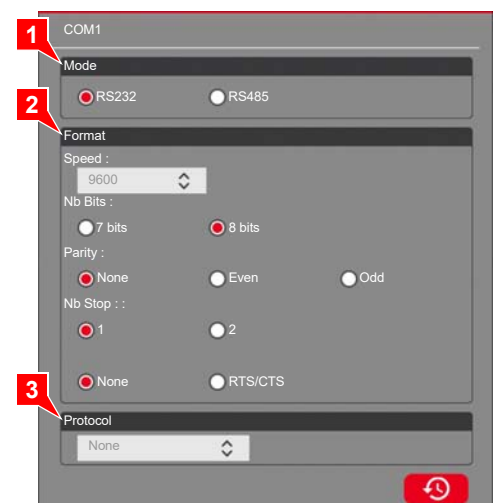 COM1
1
Mode
RS232 RS485
2
Format
Speed :
9600
Nb Bits :
7 bits 8 bits
Parity :
None Even Odd
Nb Stop : :
1 2
None RTS/CTS
3
Protocol
None